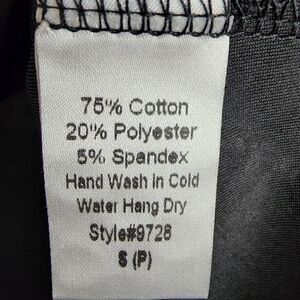 75% Cotton
20% Polyester
5% Spandex
Hand Wash in Cold
Water Hang Dry
Style#9728
S (P)